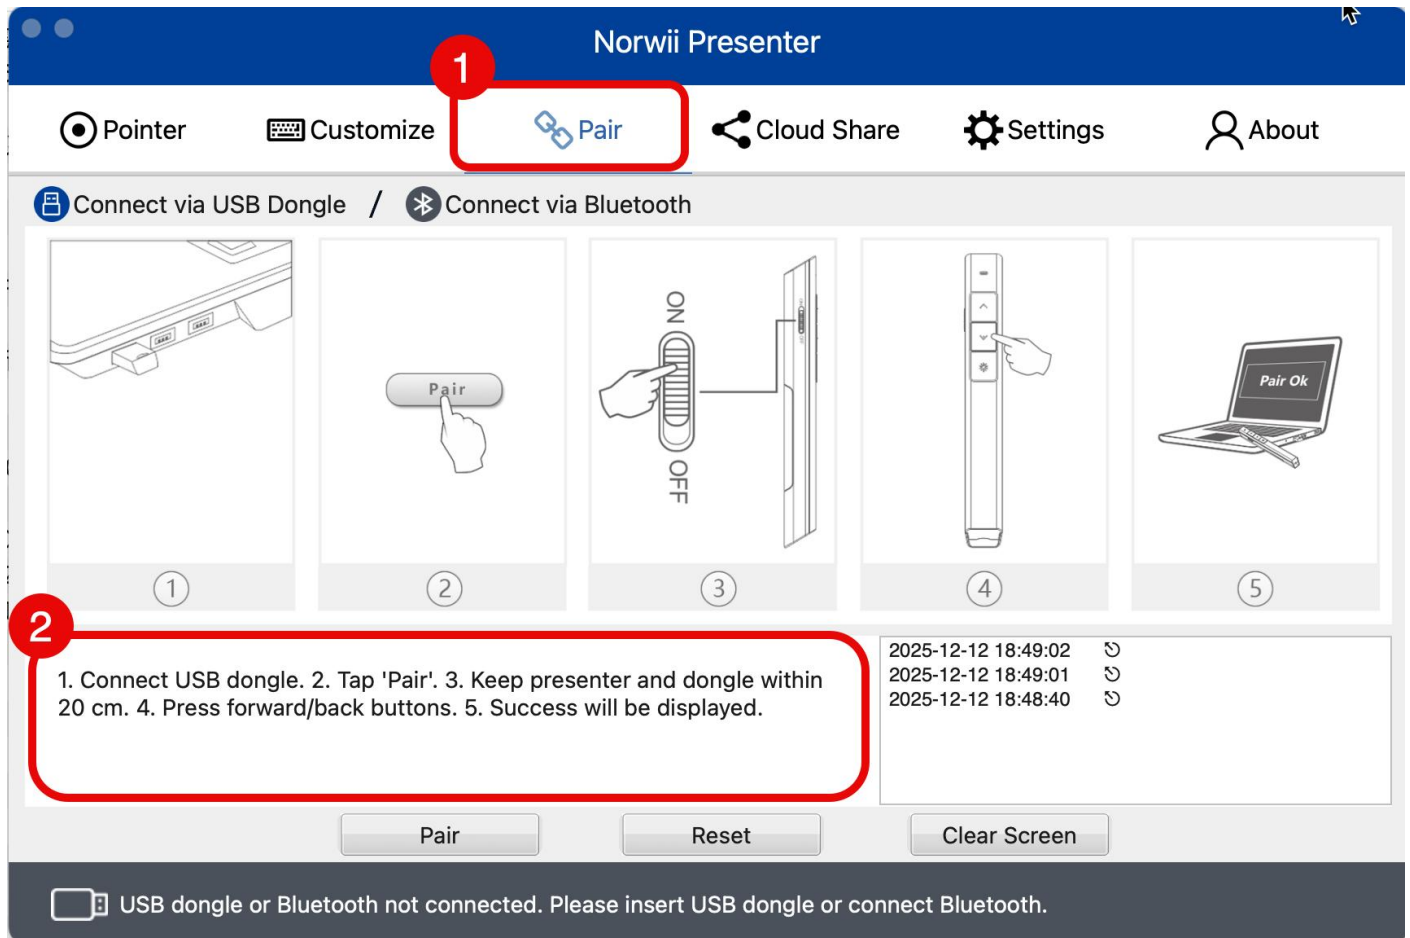 Norwii Presenter
1
Pointer
Customize
Pair
Cloud Share
Settings
About
Connect via USB Dongle / Connect via Bluetooth
Pair
ON
OFF
Pair Ok
1
2
3
4
5
2
1. Connect USB dongle. 2. Tap 'Pair'. 3. Keep presenter and dongle within
20 cm. 4. Press forward/back buttons. 5. Success will be displayed.
2025-12-12 18:49:02
2025-12-12 18:49:01
2025-12-12 18:48:40
Pair
Reset
Clear Screen
USB dongle or Bluetooth not connected. Please insert USB dongle or connect Bluetooth.